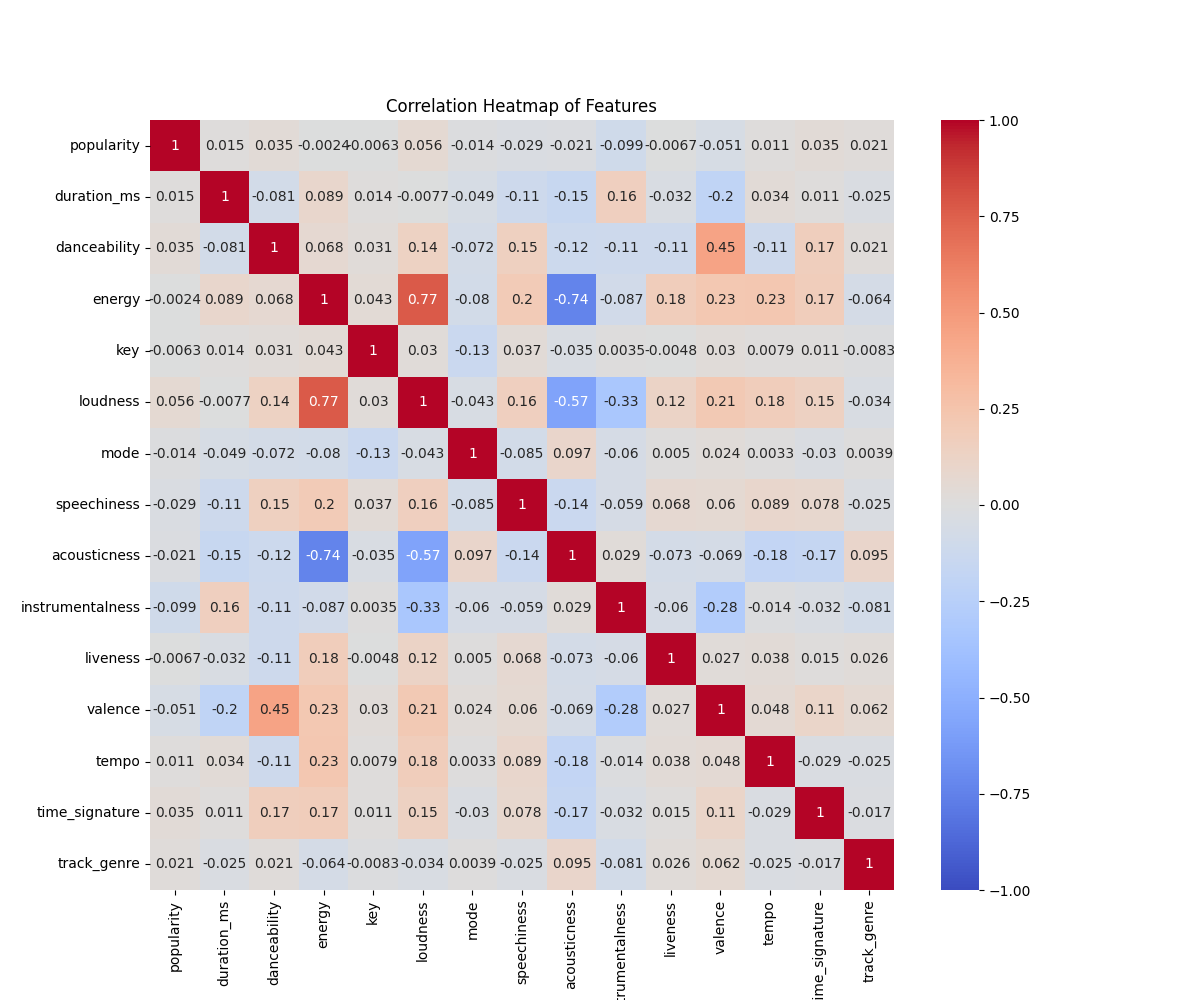 Correlation Heatmap of Features
popularity 1 0.015 0.035 -0.0024 -0.0063 0.056 -0.014 -0.029 -0.021 -0.099 -0.0067 -0.051 0.011 0.035 0.021
duration_ms 0.015 1 -0.081 0.089 0.014 -0.0077 -0.049 -0.11 -0.15 0.16 -0.032 -0.2 0.034 0.011 -0.025
danceability 0.035 -0.081 1 0.068 0.031 0.14 -0.072 0.15 -0.12 -0.11 -0.11 0.45 -0.11 0.17 0.021
energy -0.0024 0.089 0.068 1 0.043 0.77 -0.08 0.2 -0.74 -0.087 0.18 0.23 0.23 0.17 -0.064
key -0.0063 0.014 0.031 0.043 1 0.03 -0.13 0.037 -0.035 0.0035 -0.0048 0.03 0.0079 0.011 -0.0083
loudness 0.056 -0.0077 0.14 0.77 0.03 1 -0.043 0.16 -0.57 -0.33 0.12 0.21 0.18 0.15 -0.034
mode -0.014 -0.049 -0.072 -0.08 -0.13 -0.043 1 -0.085 0.097 -0.06 0.005 0.024 0.0033 -0.03 0.0039
speechiness -0.029 -0.11 0.15 0.2 0.037 0.16 -0.085 1 -0.14 -0.059 0.068 0.06 0.089 0.078 -0.025
acousticness -0.021 -0.15 -0.12 -0.74 -0.035 -0.57 0.097 -0.14 1 0.029 -0.073 -0.069 -0.18 -0.17 0.095
instrumentalness -0.099 0.16 -0.11 -0.087 0.0035 -0.33 -0.06 -0.059 0.029 1 -0.06 -0.28 -0.014 -0.032 -0.081
liveness -0.0067 -0.032 -0.11 0.18 -0.0048 0.12 0.005 0.068 -0.073 -0.06 1 0.027 0.038 0.015 0.026
valence -0.051 -0.2 0.45 0.23 0.03 0.21 0.024 0.06 -0.069 -0.28 0.027 1 0.048 0.11 0.062
tempo 0.011 0.034 -0.11 0.23 0.0079 0.18 0.0033 0.089 -0.18 -0.014 0.038 0.048 1 -0.029 -0.025
time_signature 0.035 0.011 0.17 0.17 0.011 0.15 -0.03 0.078 -0.17 -0.032 0.015 0.11 -0.029 1 -0.017
track_genre 0.021 -0.025 0.021 -0.064 -0.0083 -0.034 0.0039 -0.025 0.095 -0.081 0.026 0.062 -0.025 -0.017 1
popularity
duration_ms
danceability
energy
key
loudness
mode
speechiness
acousticness
trumentalness
liveness
valence
tempo
ime_signature
track_genre
1.00
0.75
0.50
0.25
0.00
−0.25
−0.50
−0.75
−1.00